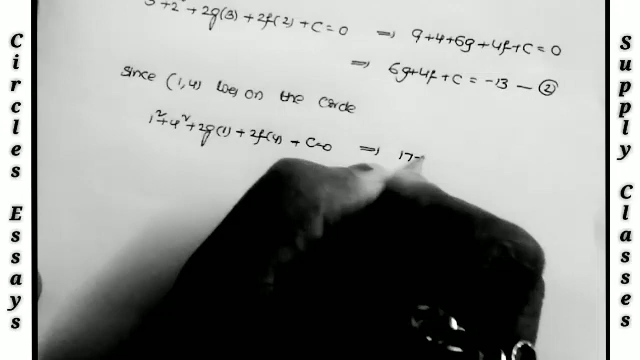 Circles Essays
3²+2²+2g(3)+2f(2)+C=0 ⇒ 9+4+6g+4f+C=0
⇒ 6g+4f+C=-13 — ②
Since (1,4) lies on the circle
1²+4²+2g(1)+2f(4)+C=0 ⇒ 17
Supply Classes